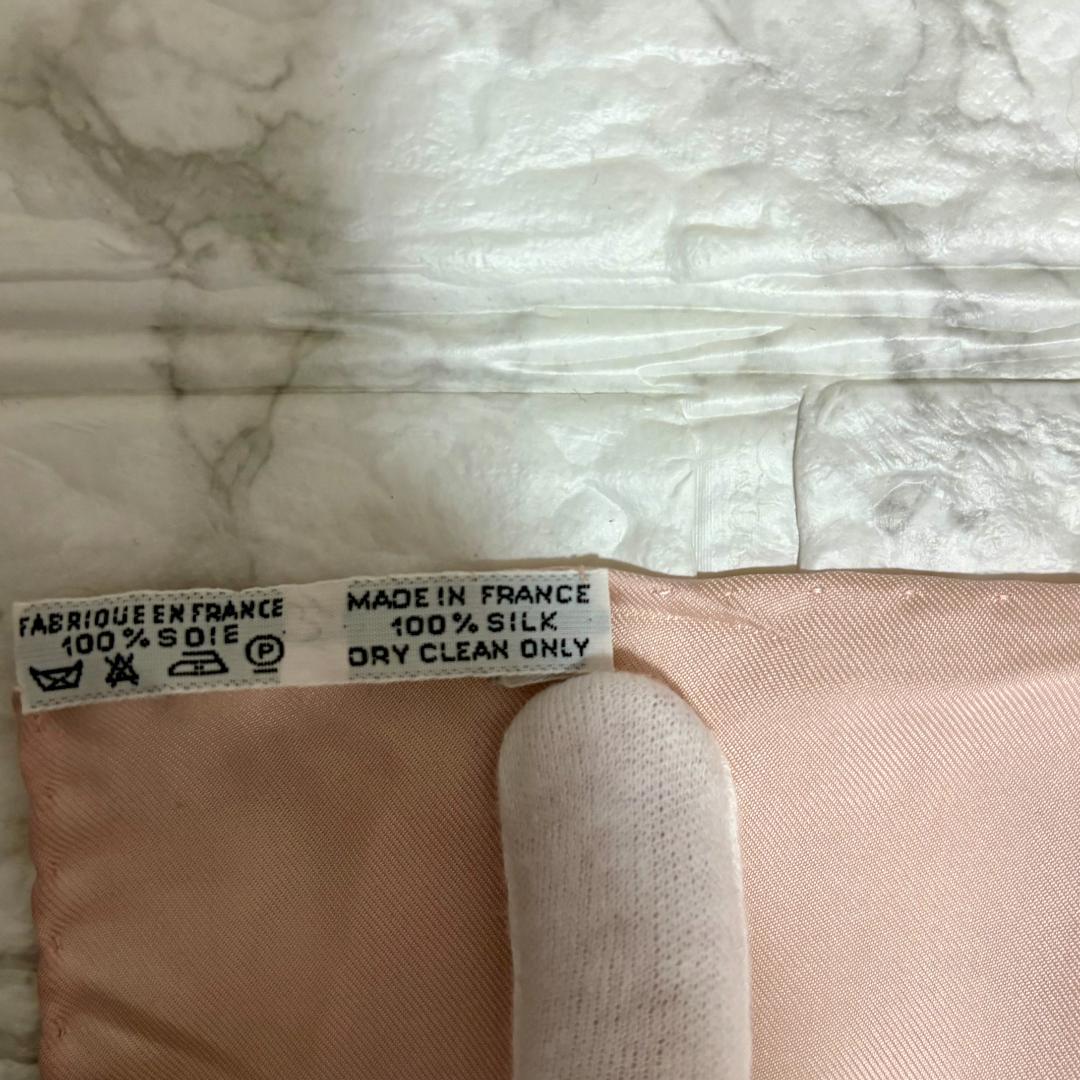 FABRIQUE EN FRANCE
100% SOIE
P
MADE IN FRANCE
100% SILK
DRY CLEAN ONLY